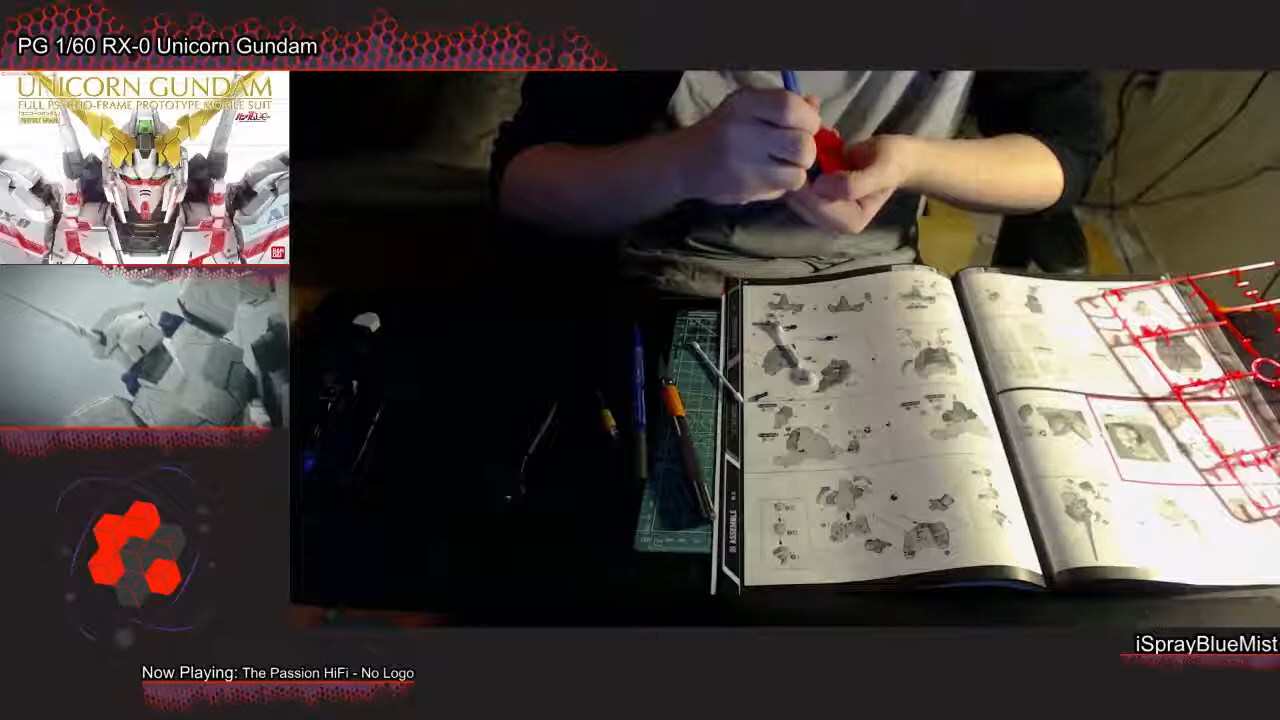 PG 1/60 RX-0 Unicorn Gundam
UNICORN GUNDAM
FULL PSYCHO-FRAME PROTOTYPE MOBILE SUIT
ASSEMBLE
iSprayBlueMist
Now Playing: The Passion HiFi - No Logo